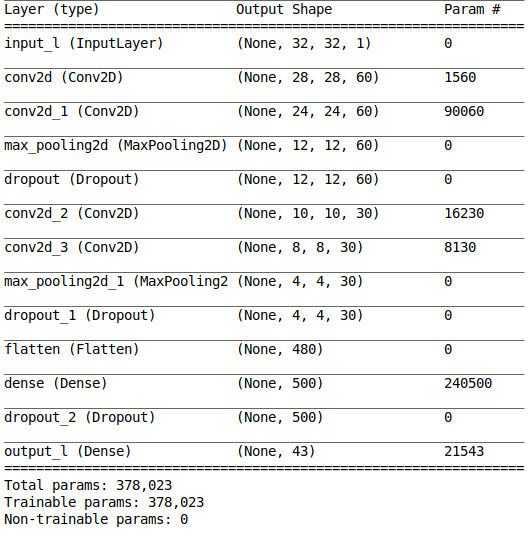 Layer (type) Output Shape Param #
=================================================================
input_l (InputLayer) (None, 32, 32, 1) 0
conv2d (Conv2D) (None, 28, 28, 60) 1560
conv2d_1 (Conv2D) (None, 24, 24, 60) 90060
max_pooling2d (MaxPooling2D) (None, 12, 12, 60) 0
dropout (Dropout) (None, 12, 12, 60) 0
conv2d_2 (Conv2D) (None, 10, 10, 30) 16230
conv2d_3 (Conv2D) (None, 8, 8, 30) 8130
max_pooling2d_1 (MaxPooling2 (None, 4, 4, 30) 0
dropout_1 (Dropout) (None, 4, 4, 30) 0
flatten (Flatten) (None, 480) 0
dense (Dense) (None, 500) 240500
dropout_2 (Dropout) (None, 500) 0
output_l (Dense) (None, 43) 21543
=================================================================
Total params: 378,023
Trainable params: 378,023
Non-trainable params: 0